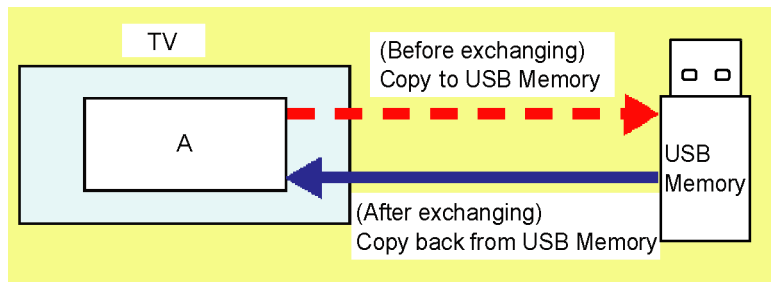 TV
(Before exchanging)
Copy to USB Memory
A
USB
Memory
(After exchanging)
Copy back from USB Memory